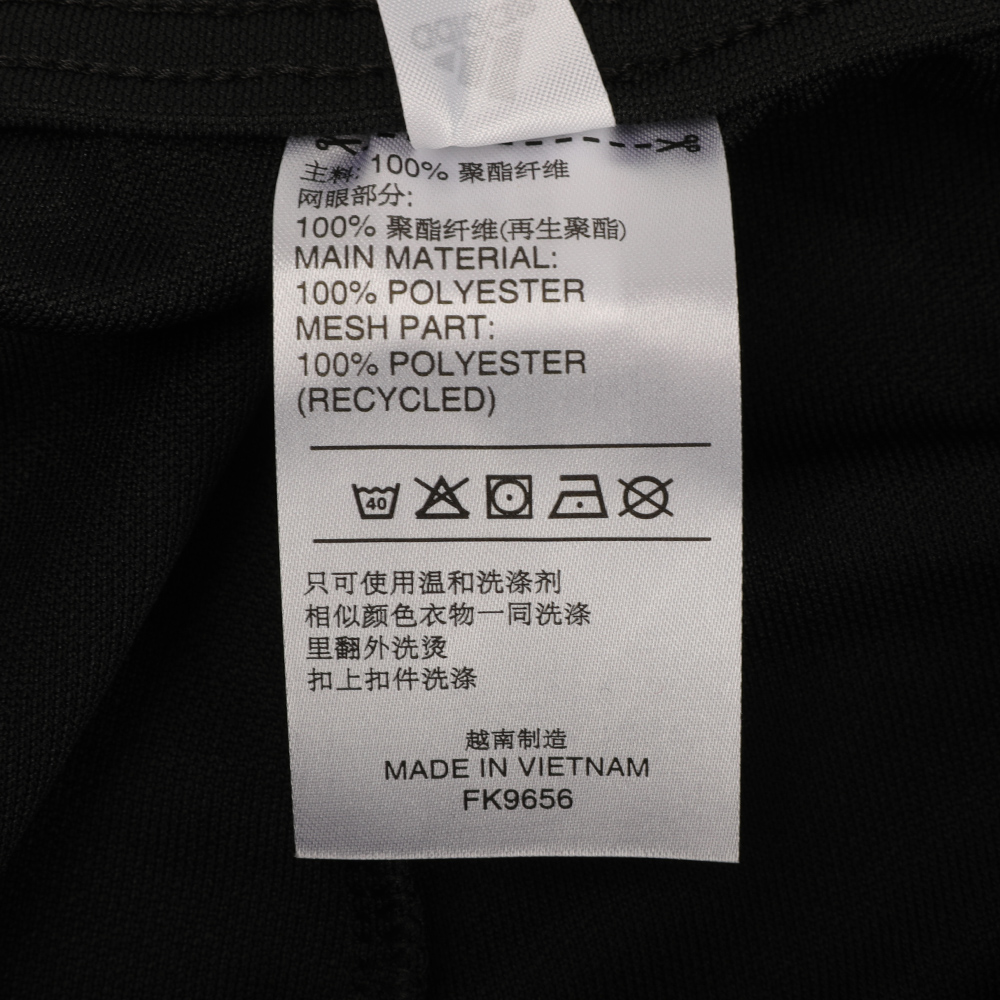 主料: 100% 聚酯纤维
网眼部分:
100% 聚酯纤维(再生聚酯)
MAIN MATERIAL:
100% POLYESTER
MESH PART:
100% POLYESTER
(RECYCLED)
40
只可使用温和洗涤剂
相似颜色衣物一同洗涤
里翻外洗烫
扣上扣件洗涤
越南制造
MADE IN VIETNAM
FK9656